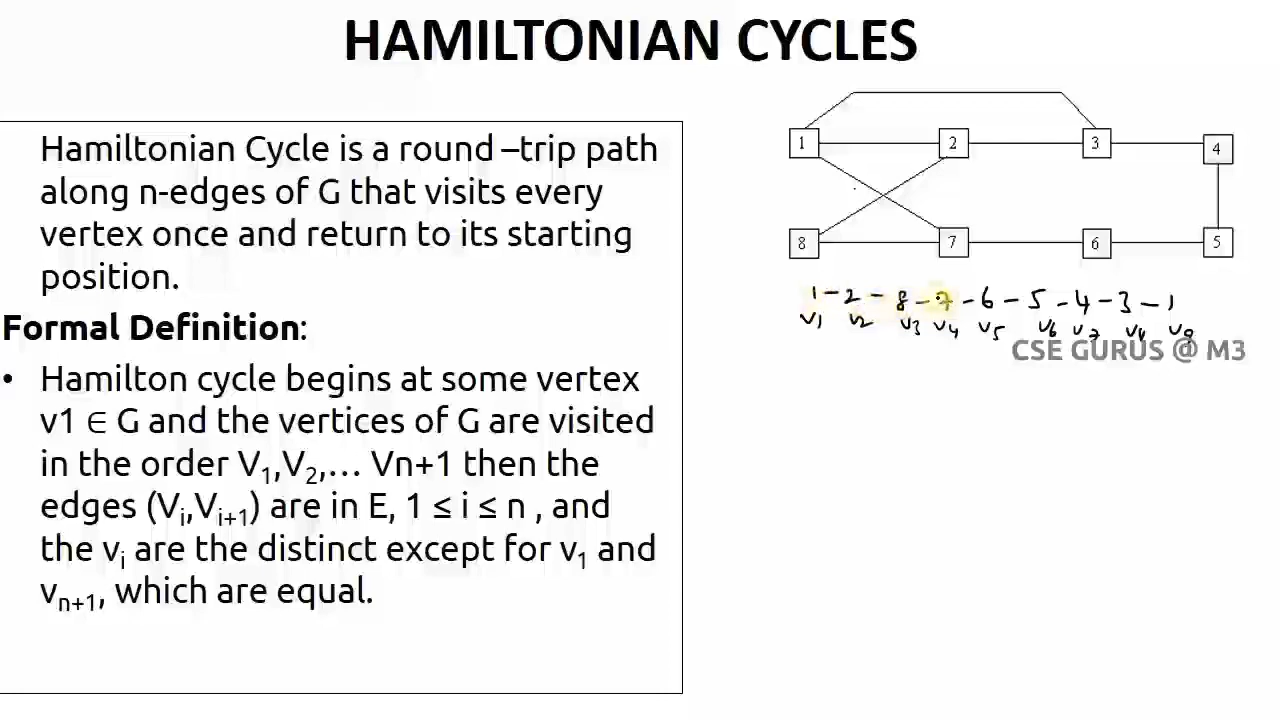 HAMILTONIAN CYCLES
Hamiltonian Cycle is a round –trip path
along n-edges of G that visits every
vertex once and return to its starting
position.
Formal Definition:
• Hamilton cycle begins at some vertex
v1 ∈ G and the vertices of G are visited
in the order V₁,V₂,… Vn+1 then the
edges (Vᵢ,Vᵢ₊₁) are in E, 1 ≤ i ≤ n , and
the vᵢ are the distinct except for v₁ and
vₙ₊₁, which are equal.
1 2 3 4
8 7 6 5
1 – 2 – 8 – 7 – 6 – 5 – 4 – 3 – 1
V1 V2 V3 V4 V5 V6 V7 V8 V9
CSE GURUS @ M3